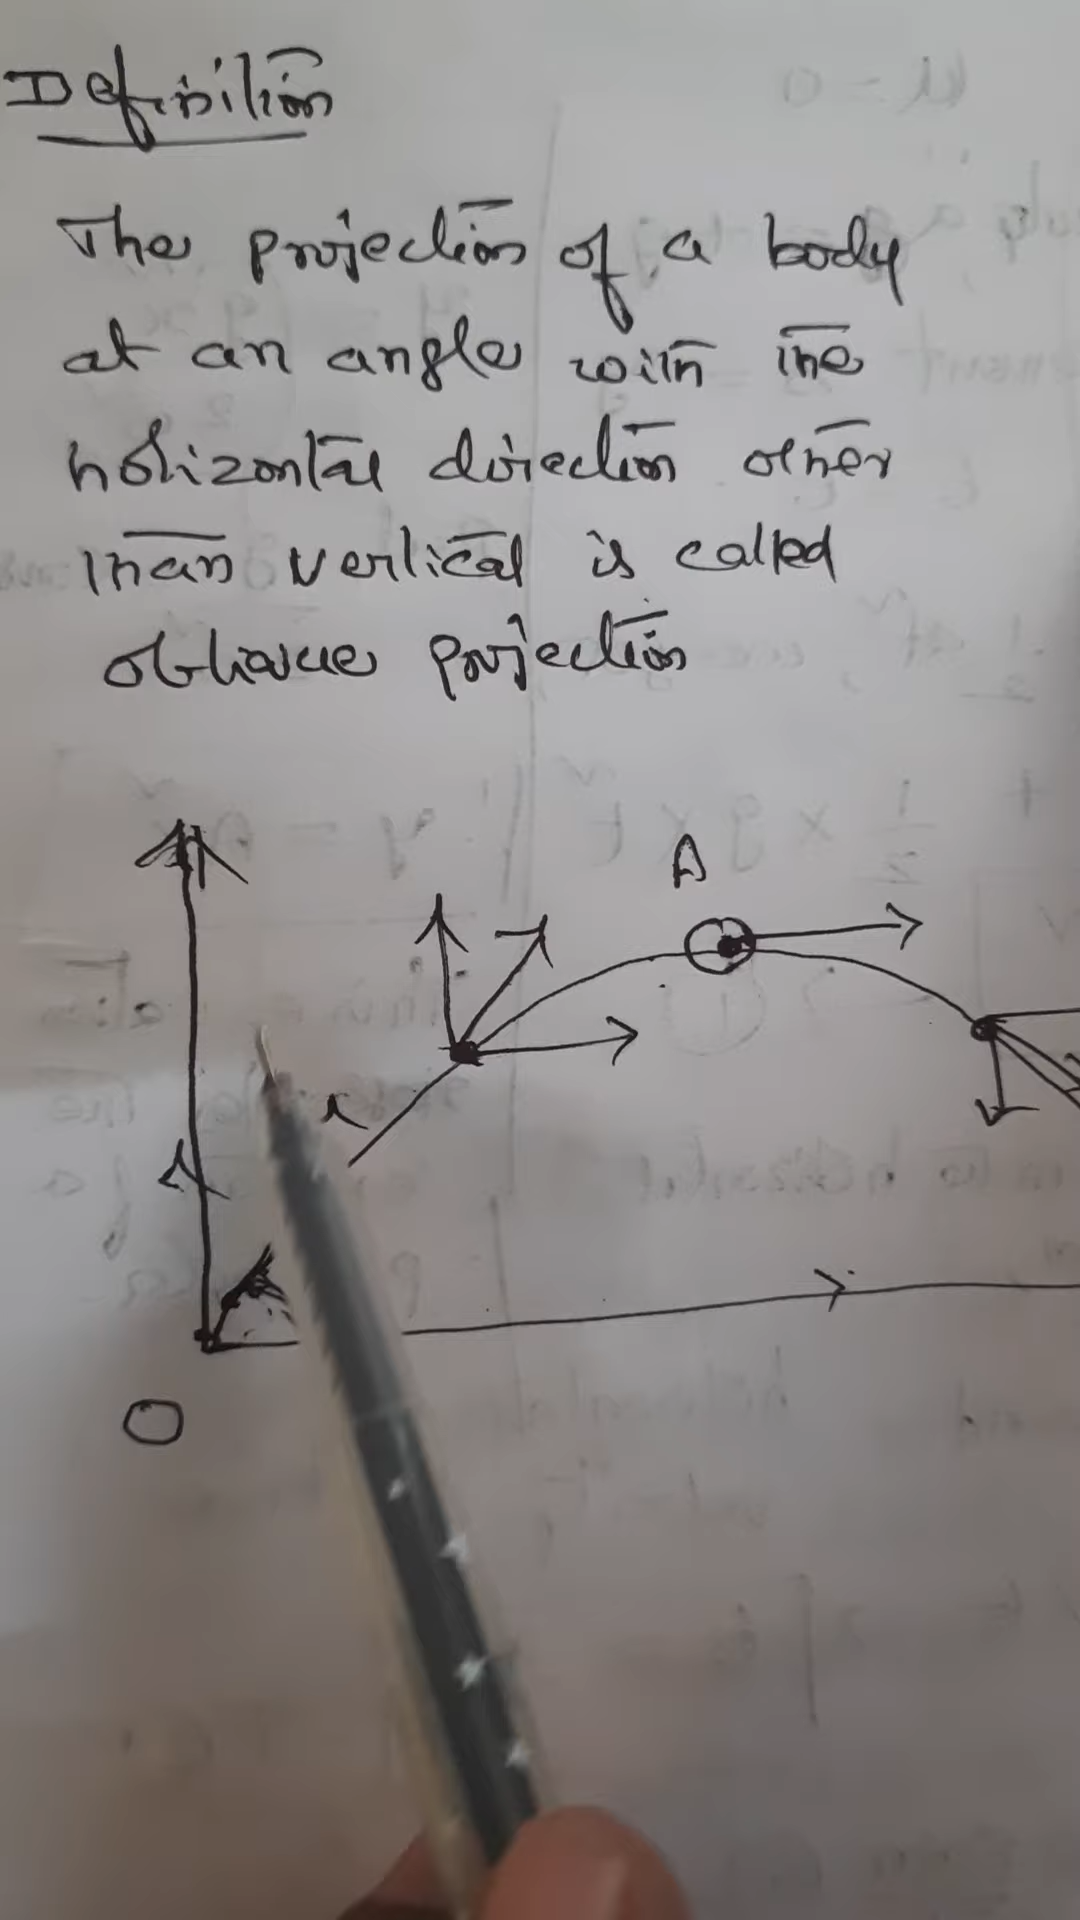 Definition
The projection of a body
at an angle with the
horizontal direction other
than vertical is called
oblique projection
A
O